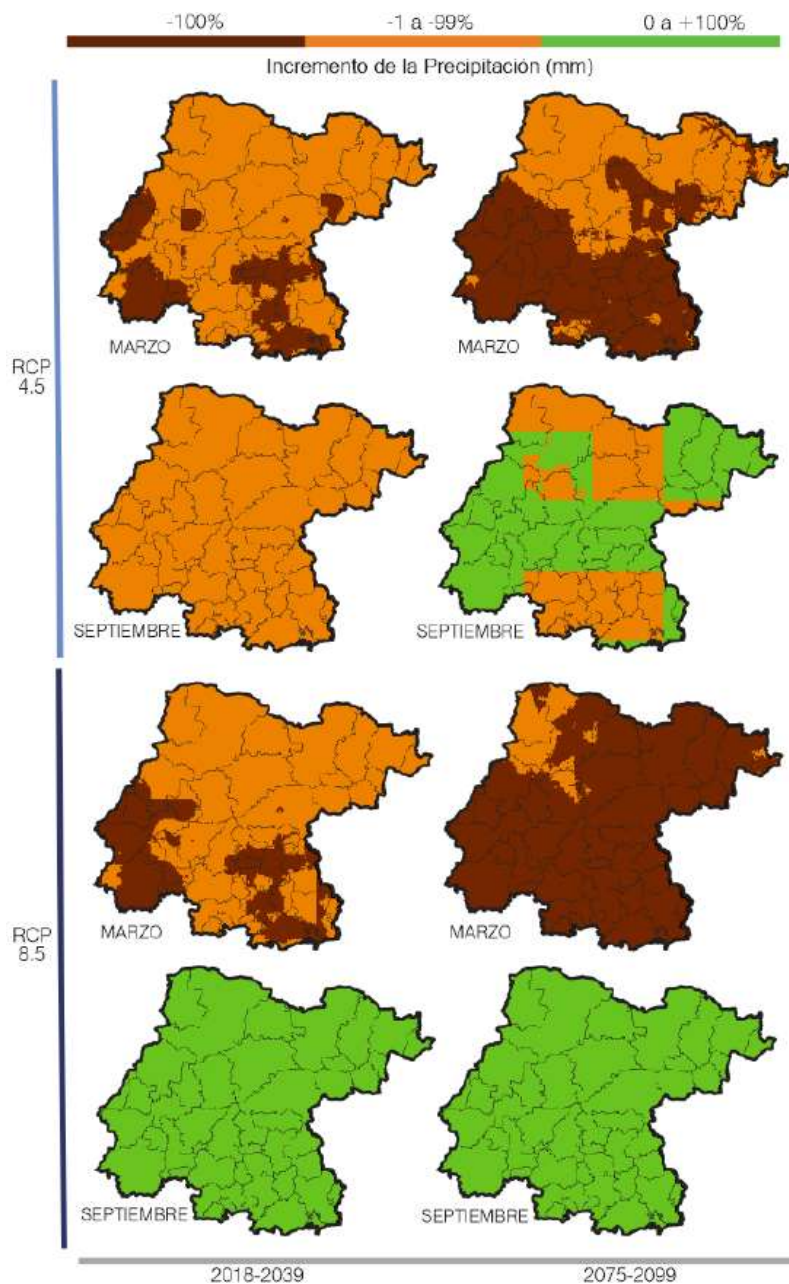 -100% -1 a -99% 0 a +100%
Incremento de la Precipitación (mm)
MARZO MARZO
RCP
4.5
SEPTIEMBRE SEPTIEMBRE
MARZO MARZO
RCP
8.5
SEPTIEMBRE SEPTIEMBRE
2018-2039 2075-2099